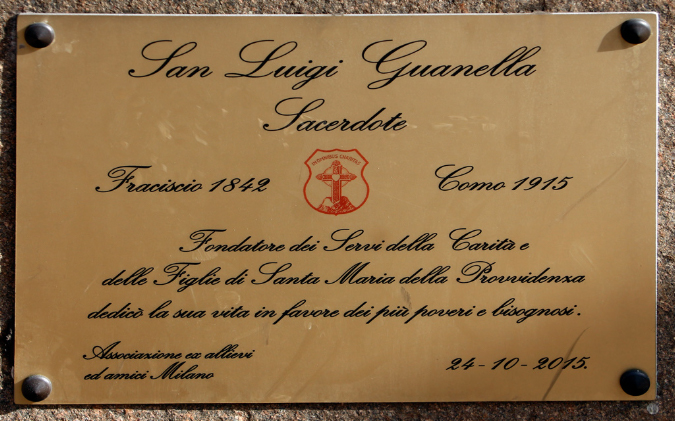 San Luigi Guanella
Sacerdote
Fraciscio 1842
Como 1915
Fondatore dei Servi della Carità e
delle Figlie di Santa Maria della Provvidenza
dedicò la sua vita in favore dei più poveri e bisognosi.
Associazione ex allievi
ed amici Milano
24-10-2015.